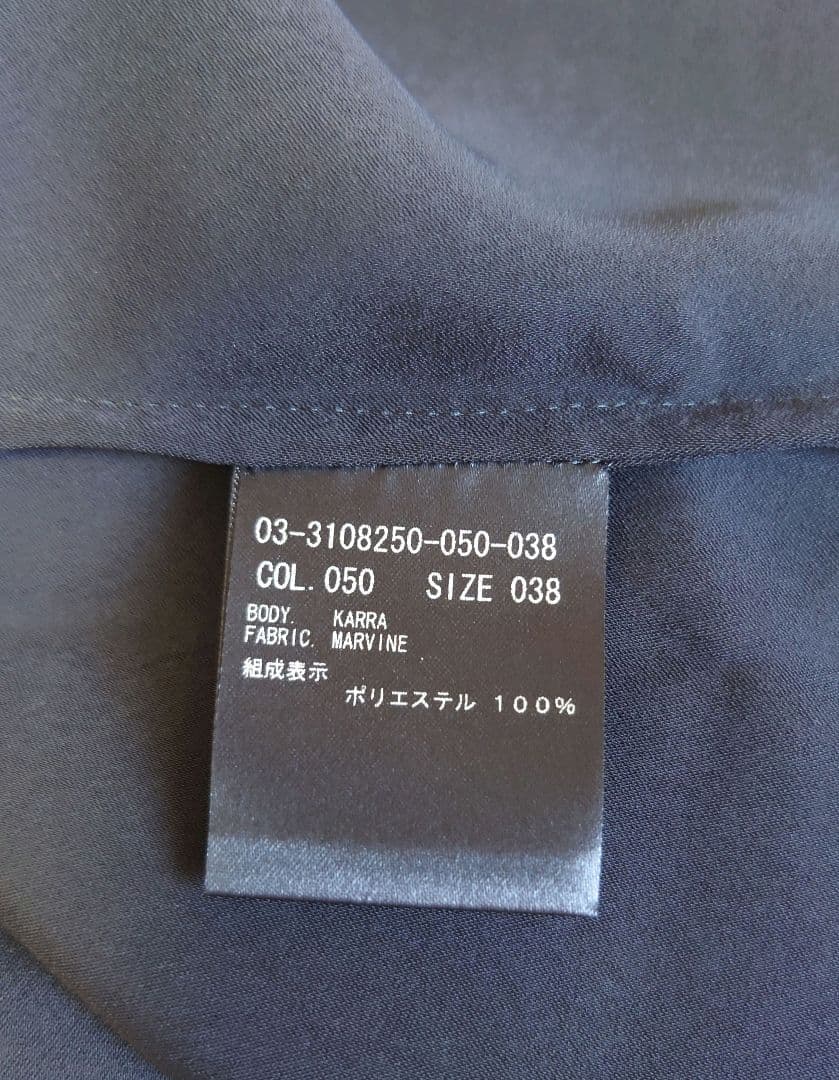 03-3108250-050-038
COL. 050 SIZE 038
BODY. KARRA
FABRIC. MARVINE
組成表示
ポリエステル 100%